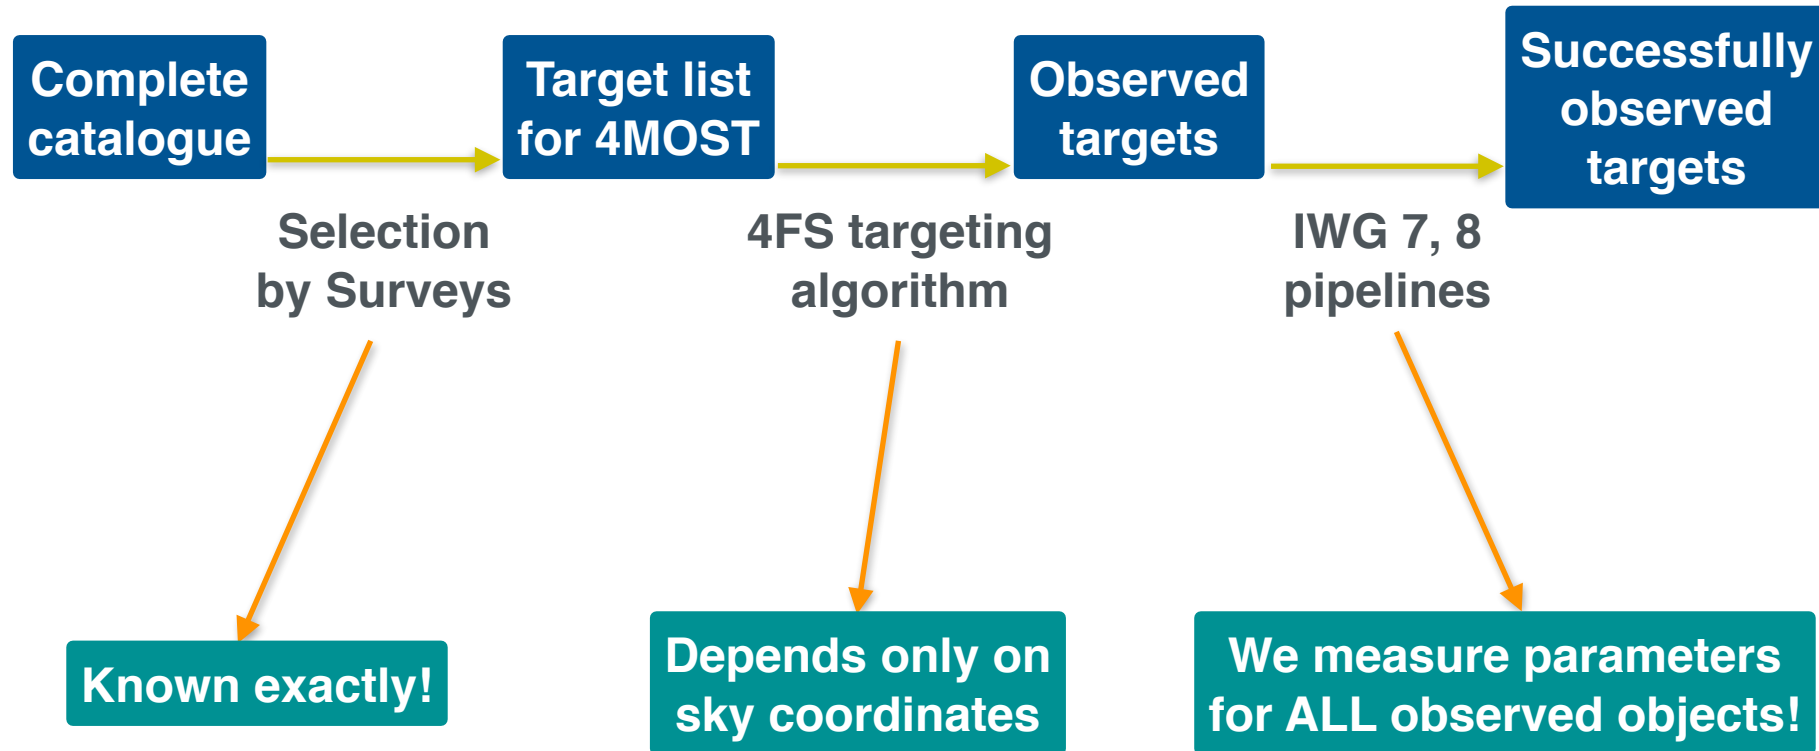 Complete
catalogue
Target list
for 4MOST
Observed
targets
Successfully
observed
targets
Selection
by Surveys
4FS targeting
algorithm
IWG 7, 8
pipelines
Known exactly!
Depends only on
sky coordinates
We measure parameters
for ALL observed objects!